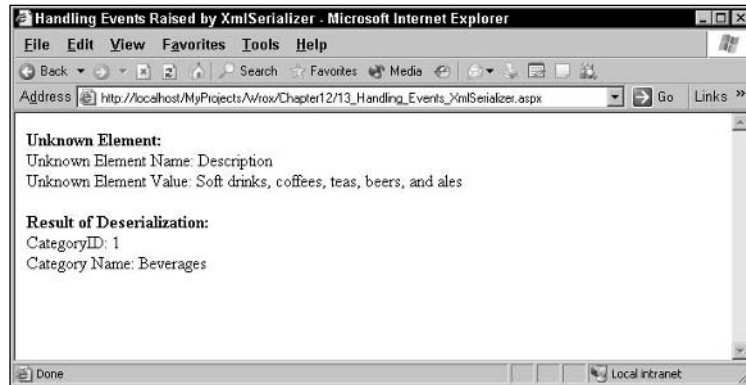 Handling Events Raised by XmlSerializer - Microsoft Internet Explorer
File Edit View Favorites Tools Help
Back Search Favorites Media
Address http://localhost/MyProjects/Wrox/Chapter12/13_Handling_Events_XmlSerializer.aspx Go Links »
Unknown Element:
Unknown Element Name: Description
Unknown Element Value: Soft drinks, coffees, teas, beers, and ales
Result of Deserialization:
CategoryID: 1
Category Name: Beverages
Done Local intranet